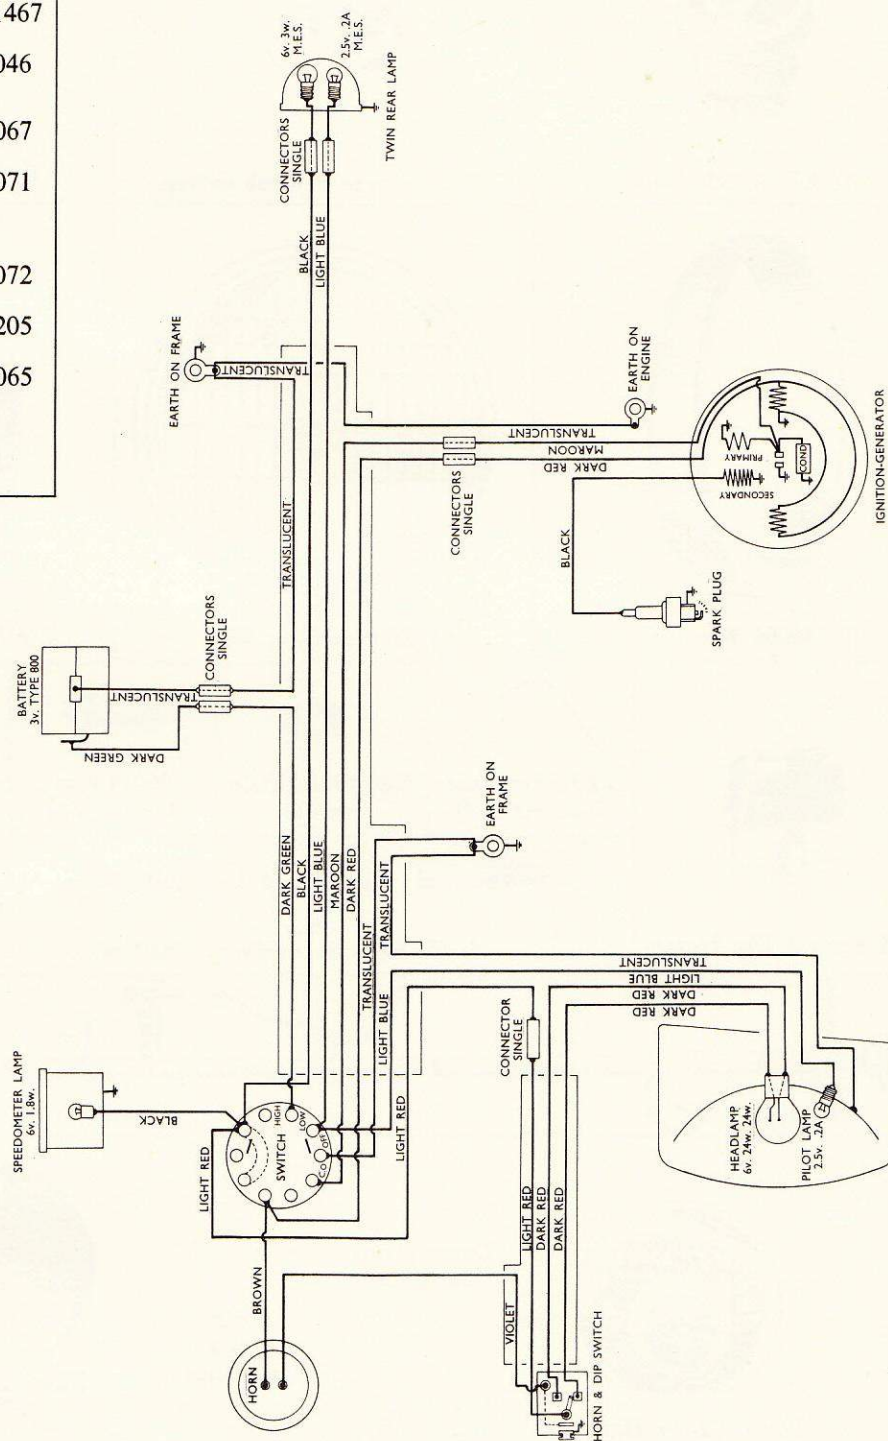 467
046
067
071
072
205
065
6v. 3w.
M.E.S.
2.5v. .2A
M.E.S.
TWIN REAR LAMP
CONNECTORS
SINGLE
BLACK
LIGHT BLUE
EARTH ON FRAME
TRANSLUCENT
EARTH ON
ENGINE
TRANSLUCENT
MAROON
DARK RED
CONNECTORS
SINGLE
TRANSLUCENT
PRIMARY
SECONDARY
COND
IGNITION-GENERATOR
BLACK
SPARK PLUG
BATTERY
3v. TYPE 800
CONNECTORS
SINGLE
TRANSLUCENT
DARK GREEN
EARTH ON
FRAME
DARK GREEN
BLACK
LIGHT BLUE
MAROON
DARK RED
TRANSLUCENT
TRANSLUCENT
LIGHT BLUE
TRANSLUCENT
LIGHT BLUE
DARK RED
DARK RED
CONNECTOR
SINGLE
SPEEDOMETER LAMP
6v. 1.8w.
BLACK
HIGH
LOW
OFF
C.O
SWITCH
LIGHT RED
LIGHT RED
HEADLAMP
6v. 24w. 24w.
PILOT LAMP
2.5v. .2A
LIGHT RED
DARK RED
DARK RED
BROWN
HORN
VIOLET
HORN & DIP SWITCH